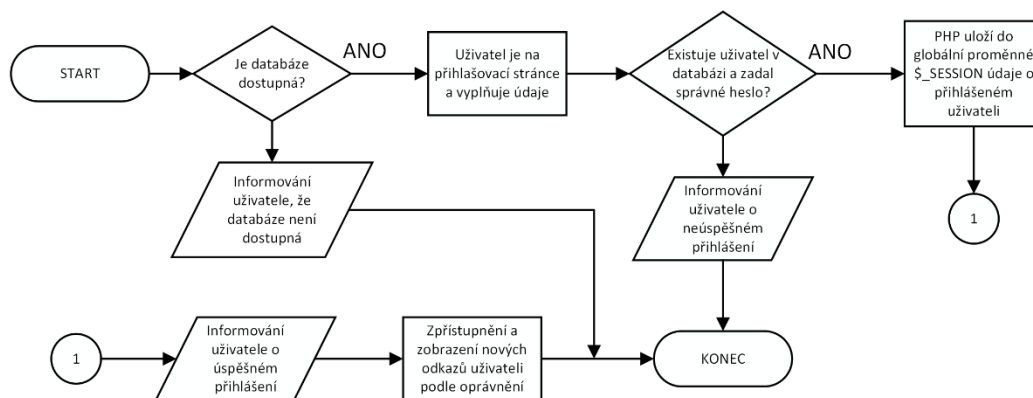 START
Je databáze
dostupná?
ANO
Uživatel je na
přihlašovací stránce
a vyplňuje údaje
Existuje uživatel v
databázi a zadal
správné heslo?
ANO
PHP uloží do
globální proměnné
$_SESSION údaje o
přihlášeném
uživateli
Informování
uživatele, že
databáze není
dostupná
Informování
uživatele o
neúspěšném
přihlášení
1
1
Informování
uživatele o
úspěšném
přihlášení
Zpřístupnění a
zobrazení nových
odkazů uživateli
podle oprávnění
KONEC